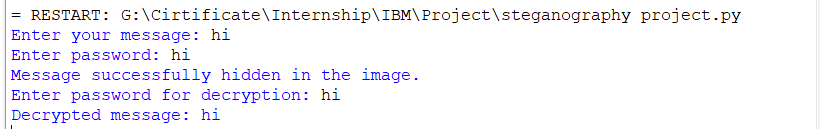 = RESTART: G:\Cirtificate\Internship\IBM\Project\steganography project.py
Enter your message: hi
Enter password: hi
Message successfully hidden in the image.
Enter password for decryption: hi
Decrypted message: hi